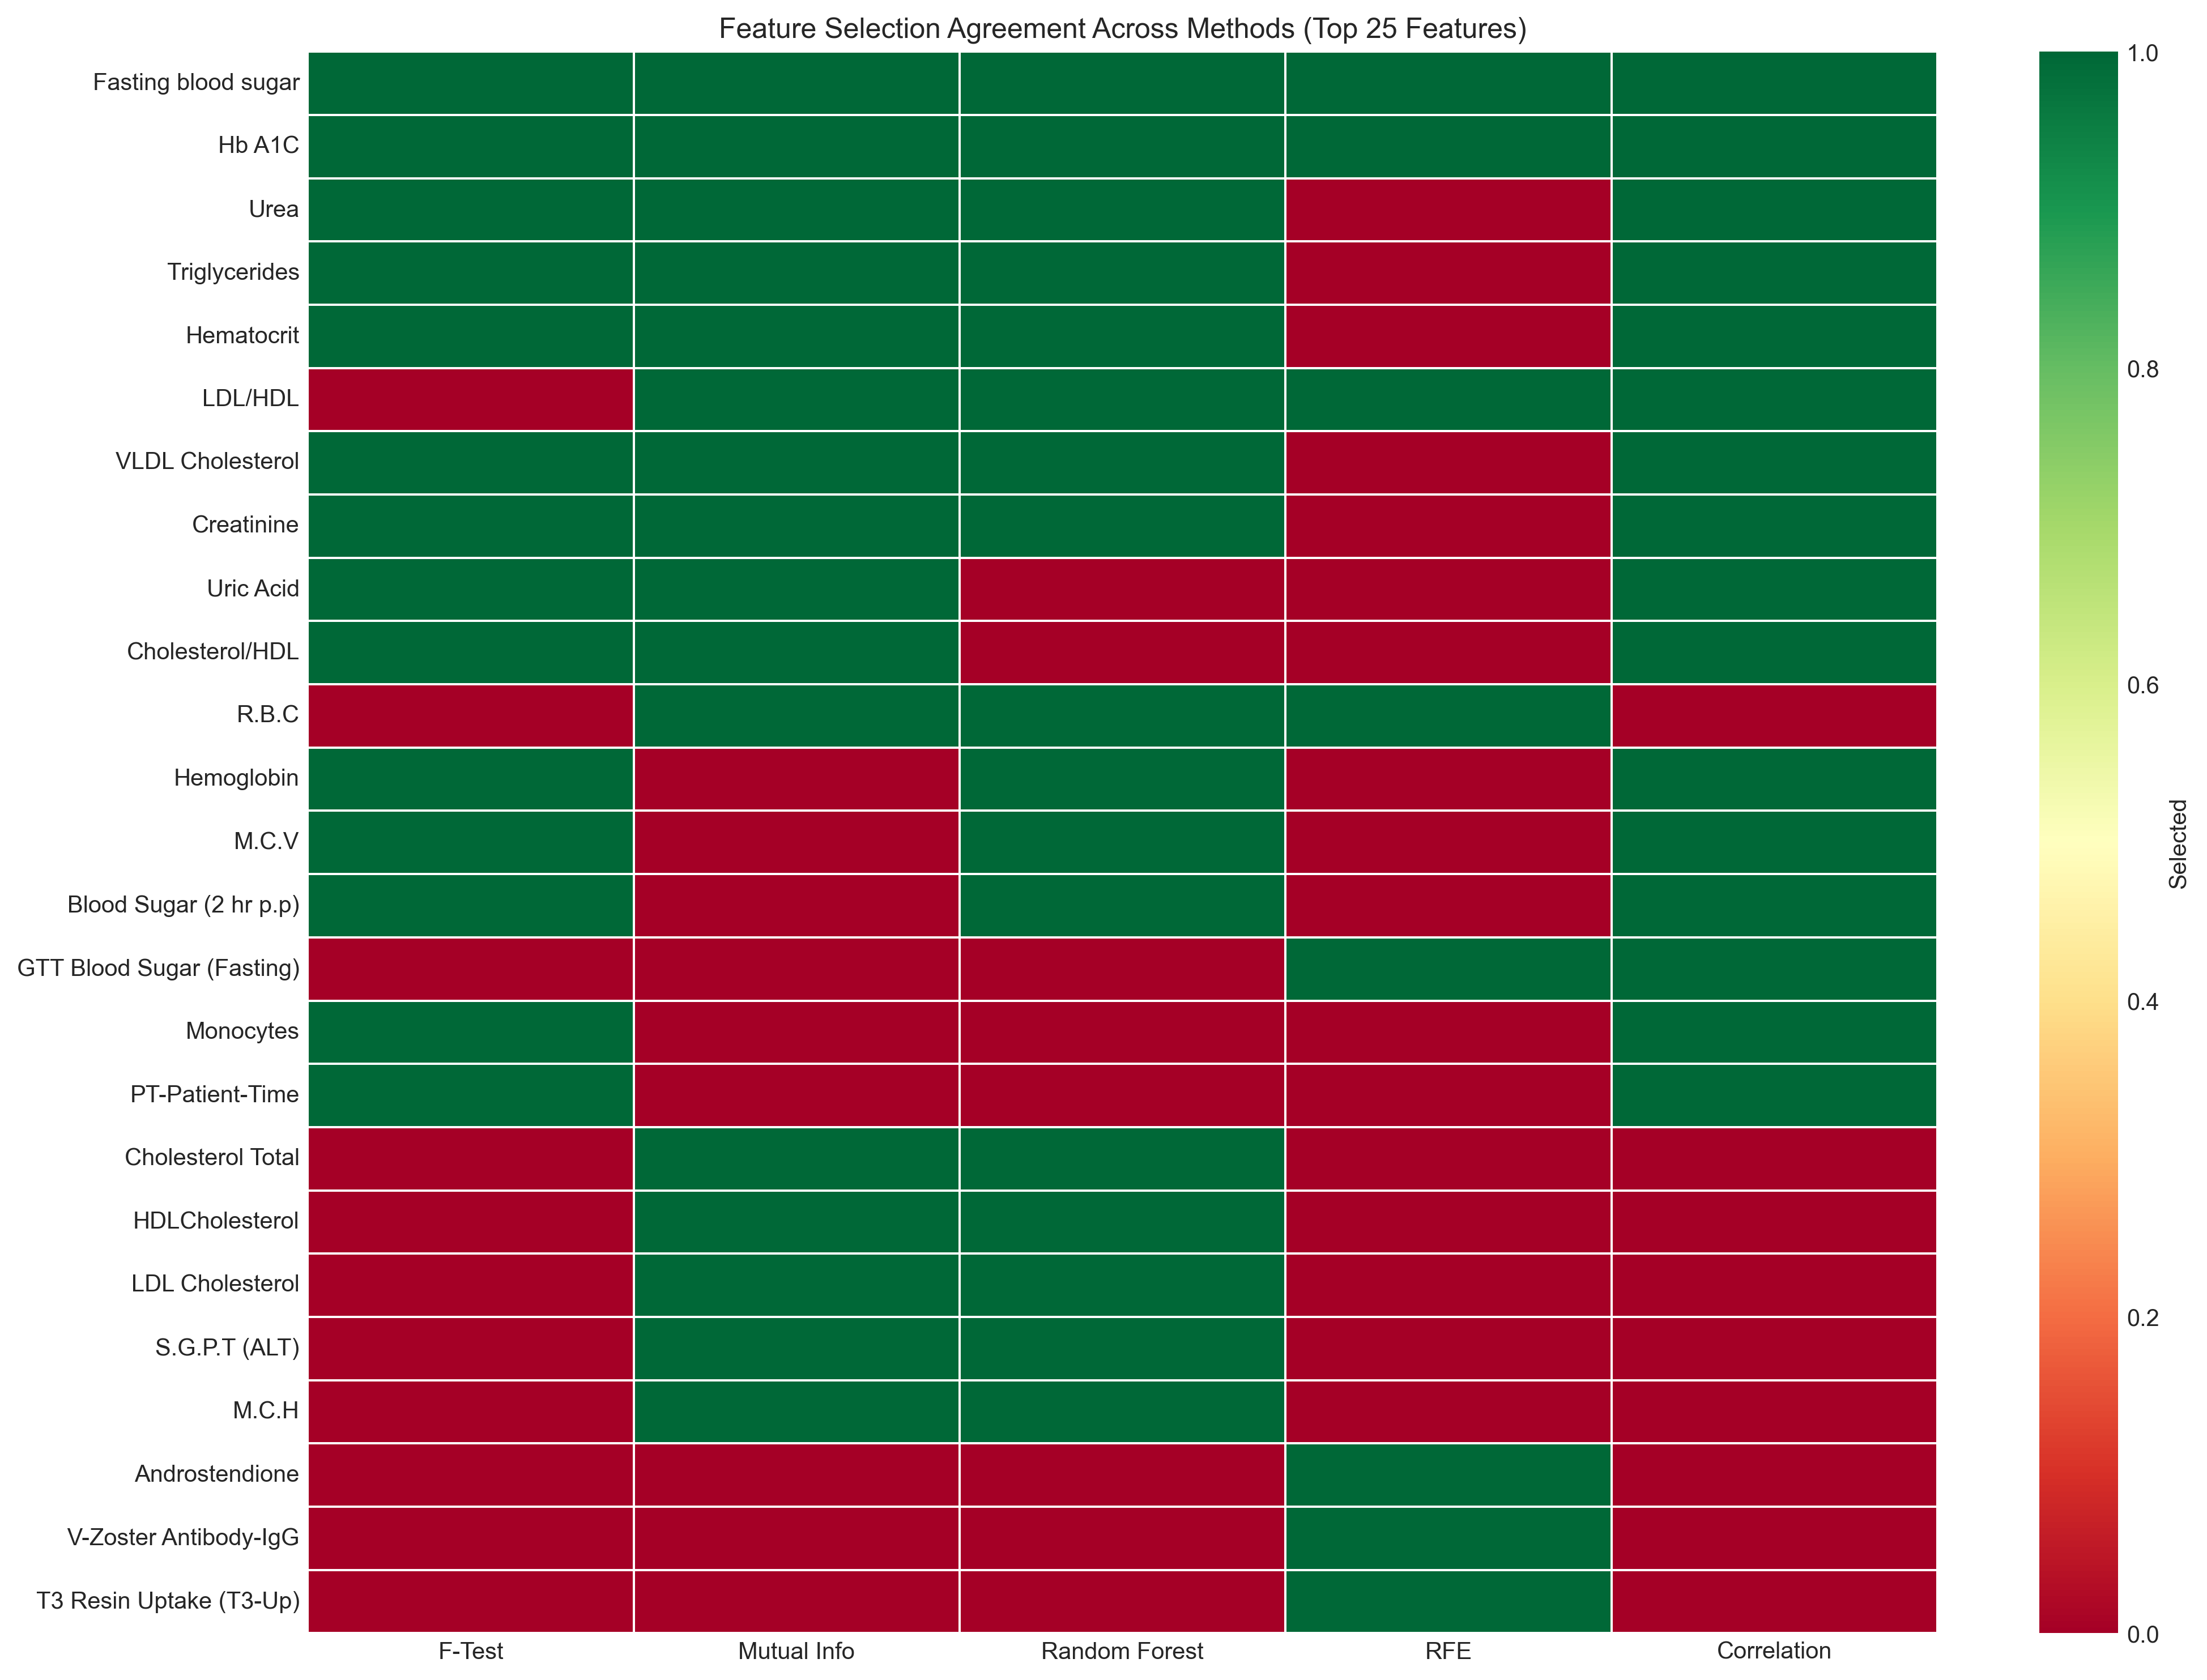 Feature Selection Agreement Across Methods (Top 25 Features)
Fasting blood sugar
Hb A1C
Urea
Triglycerides
Hematocrit
LDL/HDL
VLDL Cholesterol
Creatinine
Uric Acid
Cholesterol/HDL
R.B.C
Hemoglobin
M.C.V
Blood Sugar (2 hr p.p)
GTT Blood Sugar (Fasting)
Monocytes
PT-Patient-Time
Cholesterol Total
HDLCholesterol
LDL Cholesterol
S.G.P.T (ALT)
M.C.H
Androstendione
V-Zoster Antibody-IgG
T3 Resin Uptake (T3-Up)
F-Test
Mutual Info
Random Forest
RFE
Correlation
1.0
0.8
0.6
0.4
0.2
0.0
Selected